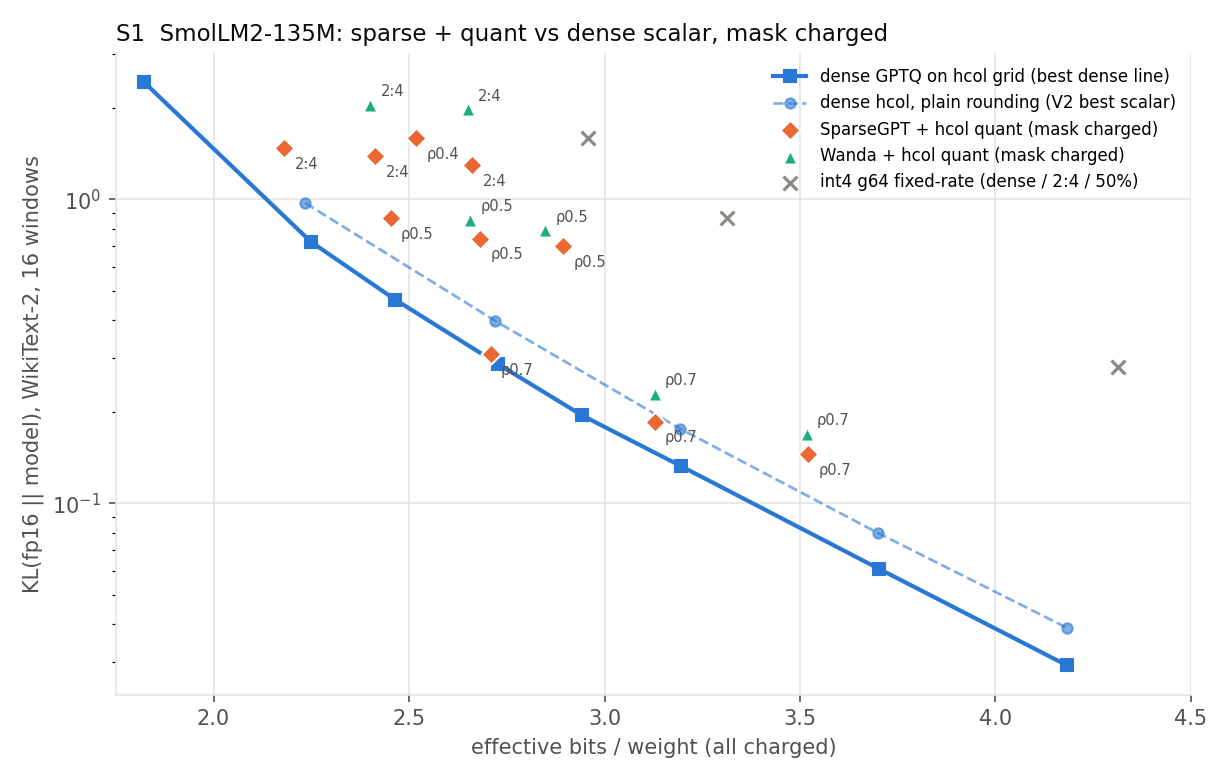 S1  SmolLM2-135M: sparse + quant vs dense scalar, mask charged
dense GPTQ on hcol grid (best dense line)
dense hcol, plain rounding (V2 best scalar)
SparseGPT + hcol quant (mask charged)
Wanda + hcol quant (mask charged)
int4 g64 fixed-rate (dense / 2:4 / 50%)
KL(fp16 || model), WikiText-2, 16 windows
10⁰
10⁻¹
2:4
2:4
2:4
2:4
ρ0.4
2:4
ρ0.5
ρ0.5
ρ0.5
ρ0.5
ρ0.5
ρ0.7
ρ0.7
ρ0.7
ρ0.7
ρ0.7
2.0 2.5 3.0 3.5 4.0 4.5
effective bits / weight (all charged)